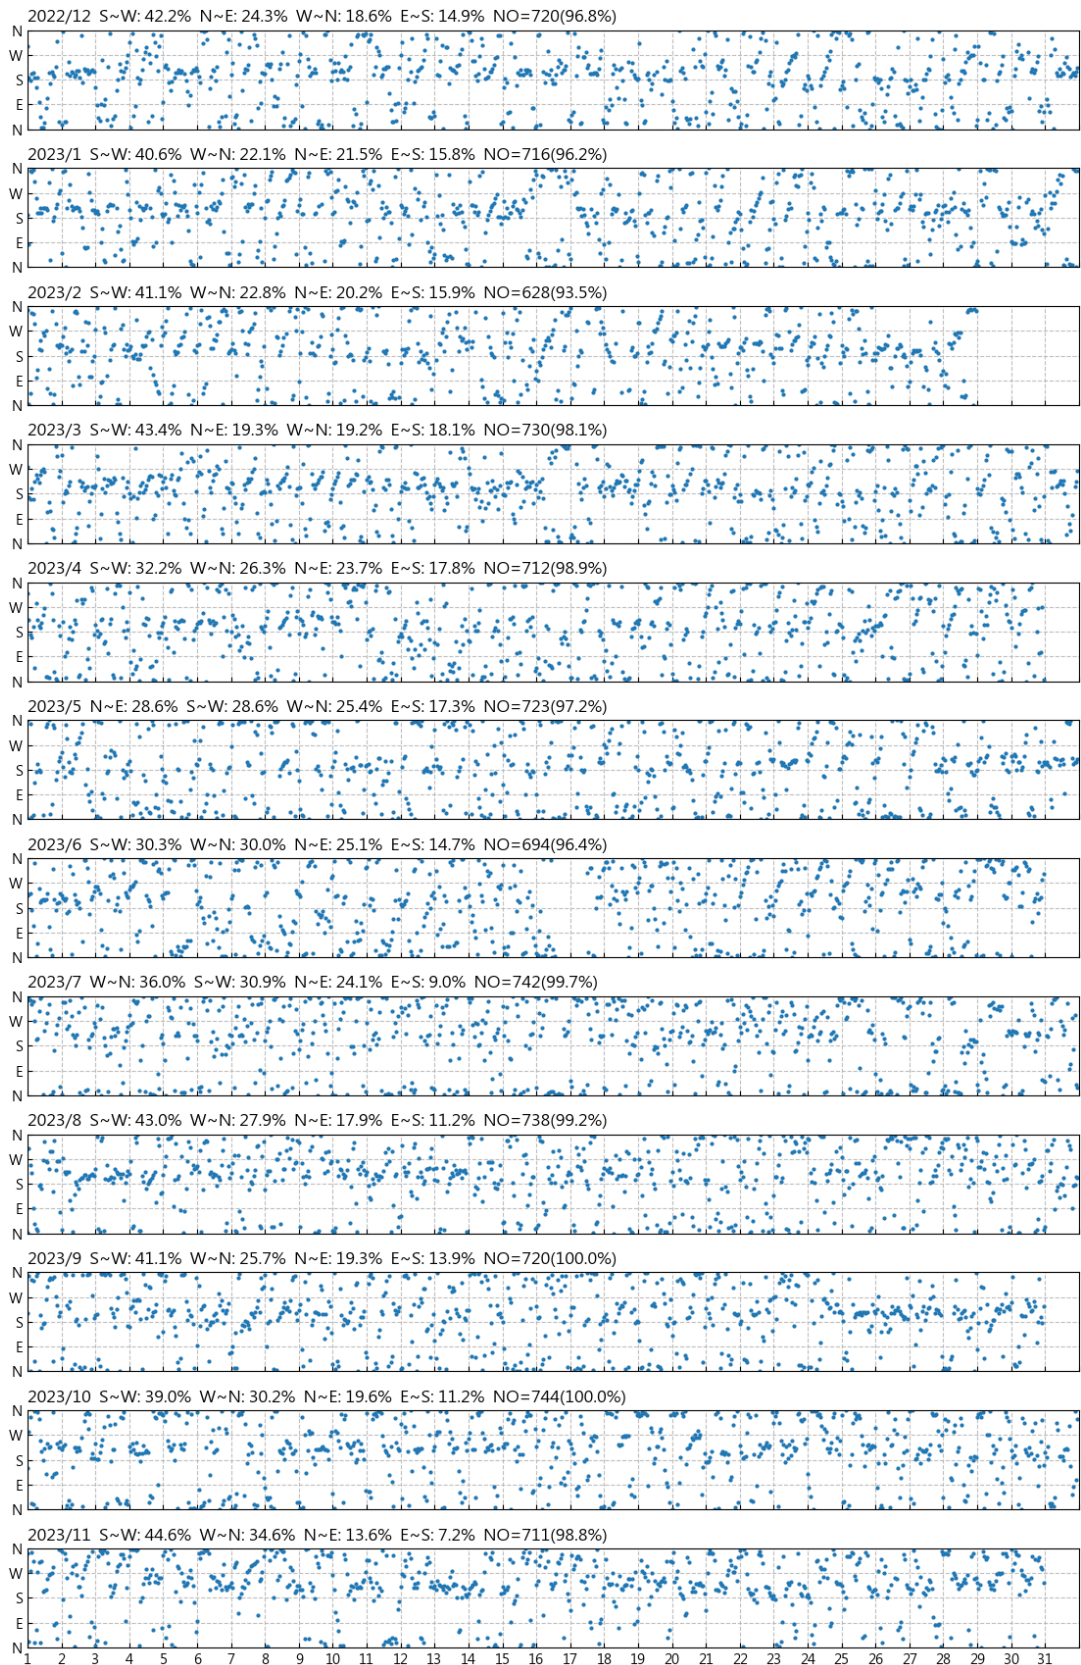 2022/12 S~W: 42.2% N~E: 24.3% W~N: 18.6% E~S: 14.9% NO=720(96.8%)
N
W
S
E
N
2023/1 S~W: 40.6% W~N: 22.1% N~E: 21.5% E~S: 15.8% NO=716(96.2%)
N
W
S
E
N
2023/2 S~W: 41.1% W~N: 22.8% N~E: 20.2% E~S: 15.9% NO=628(93.5%)
N
W
S
E
N
2023/3 S~W: 43.4% N~E: 19.3% W~N: 19.2% E~S: 18.1% NO=730(98.1%)
N
W
S
E
N
2023/4 S~W: 32.2% W~N: 26.3% N~E: 23.7% E~S: 17.8% NO=712(98.9%)
N
W
S
E
N
2023/5 N~E: 28.6% S~W: 28.6% W~N: 25.4% E~S: 17.3% NO=723(97.2%)
N
W
S
E
N
2023/6 S~W: 30.3% W~N: 30.0% N~E: 25.1% E~S: 14.7% NO=694(96.4%)
N
W
S
E
N
2023/7 W~N: 36.0% S~W: 30.9% N~E: 24.1% E~S: 9.0% NO=742(99.7%)
N
W
S
E
N
2023/8 S~W: 43.0% W~N: 27.9% N~E: 17.9% E~S: 11.2% NO=738(99.2%)
N
W
S
E
N
2023/9 S~W: 41.1% W~N: 25.7% N~E: 19.3% E~S: 13.9% NO=720(100.0%)
N
W
S
E
N
2023/10 S~W: 39.0% W~N: 30.2% N~E: 19.6% E~S: 11.2% NO=744(100.0%)
N
W
S
E
N
2023/11 S~W: 44.6% W~N: 34.6% N~E: 13.6% E~S: 7.2% NO=711(98.8%)
N
W
S
E
N
1 2 3 4 5 6 7 8 9 10 11 12 13 14 15 16 17 18 19 20 21 22 23 24 25 26 27 28 29 30 31